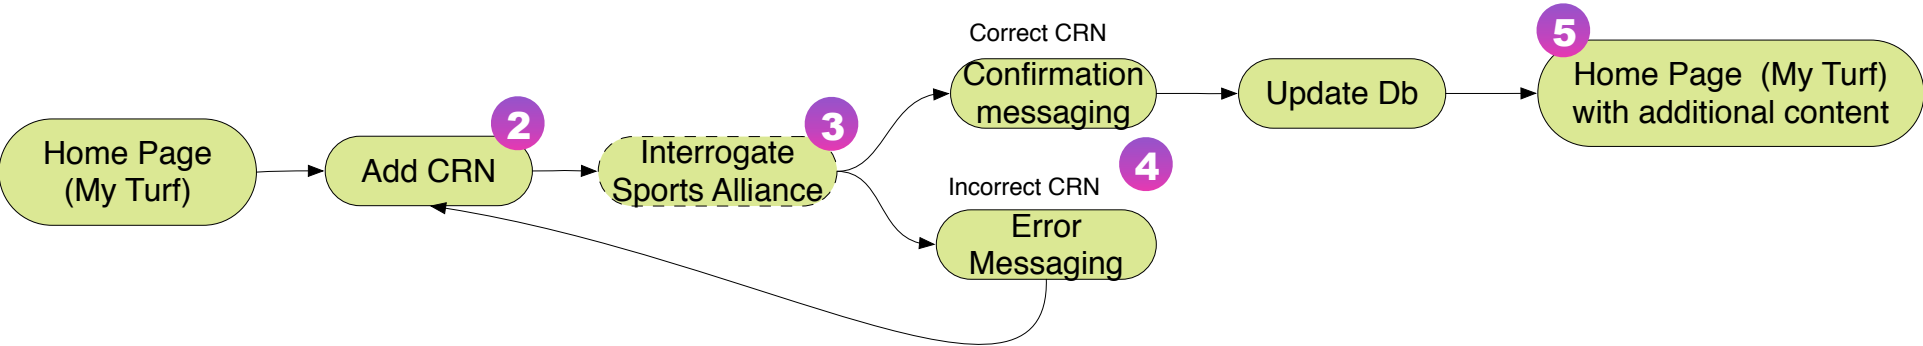 Home Page
(My Turf)
2
Add CRN
3
Interrogate
Sports Alliance
Correct CRN
Confirmation
messaging
4
Incorrect CRN
Error
Messaging
Update Db
5
Home Page  (My Turf)
with additional content